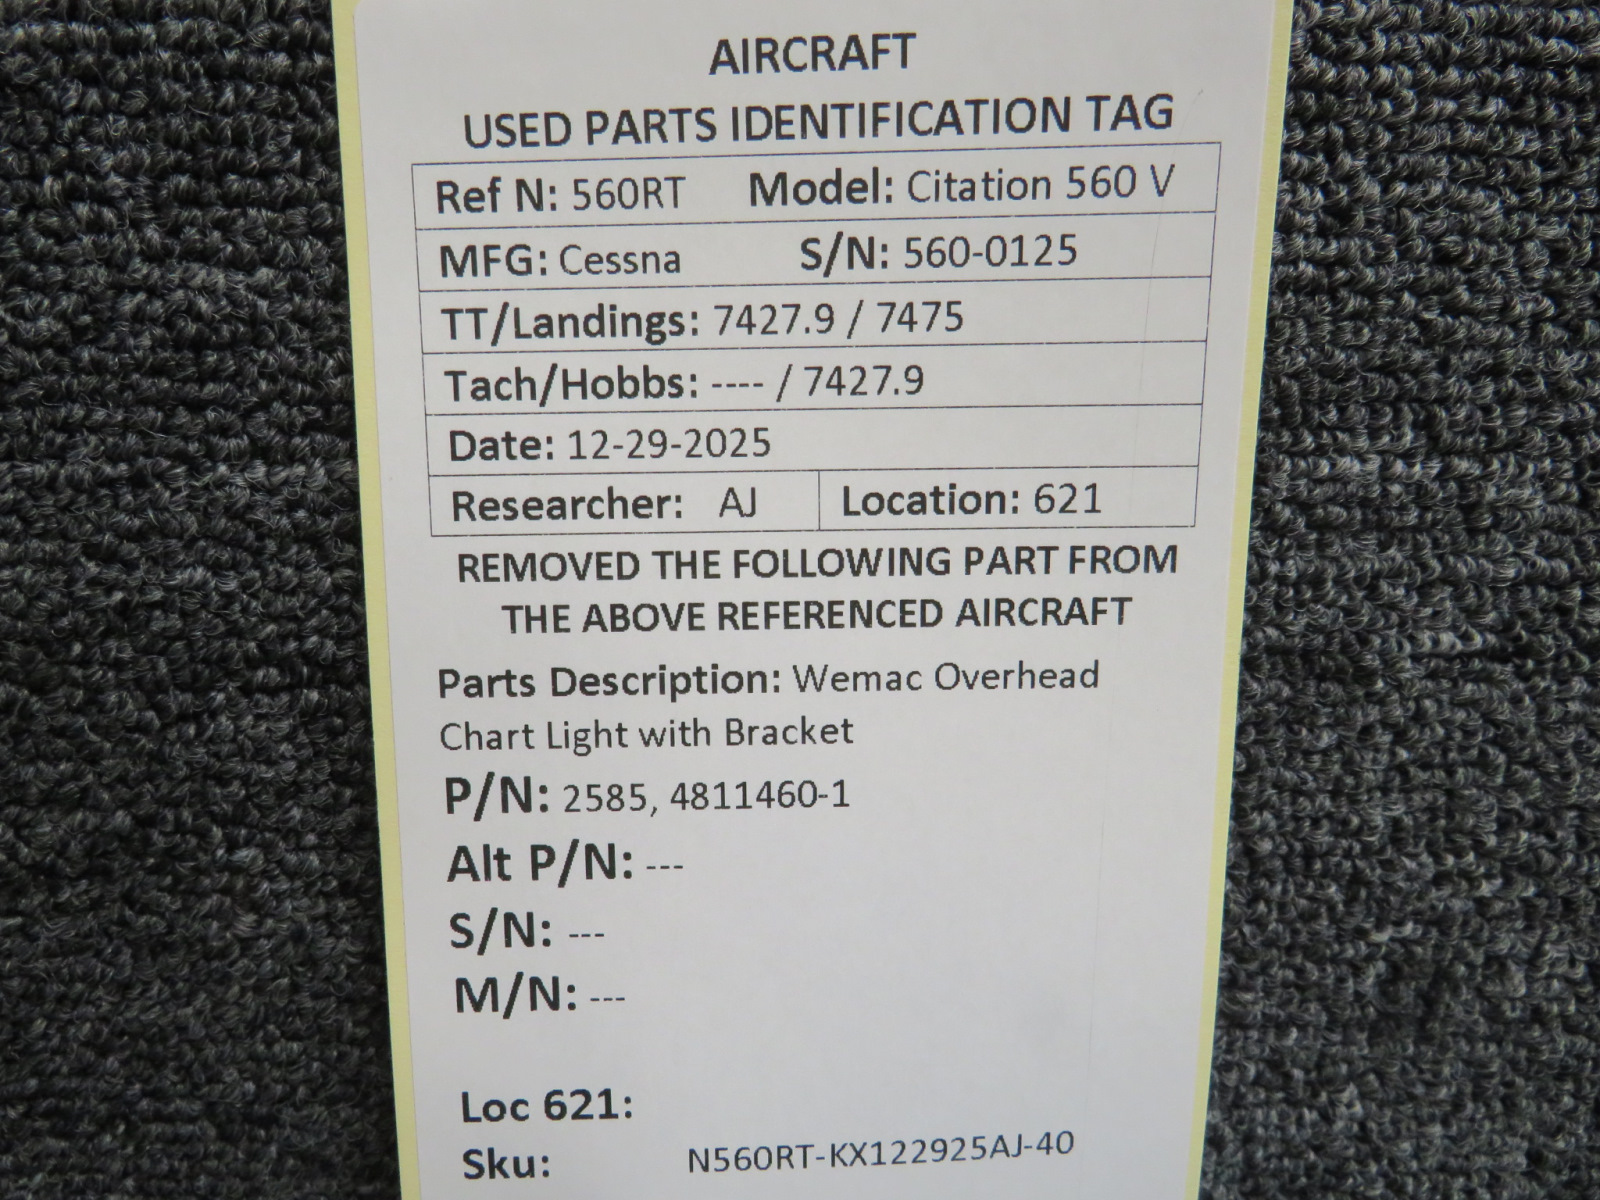 AIRCRAFT
USED PARTS IDENTIFICATION TAG
Ref N: 560RT Model: Citation 560 V
MFG: Cessna S/N: 560-0125
TT/Landings: 7427.9 / 7475
Tach/Hobbs: ---- / 7427.9
Date: 12-29-2025
Researcher: AJ Location: 621
REMOVED THE FOLLOWING PART FROM
THE ABOVE REFERENCED AIRCRAFT
Parts Description: Wemac Overhead
Chart Light with Bracket
P/N: 2585, 4811460-1
Alt P/N: ---
S/N: ---
M/N: ---
Loc 621:
Sku: N560RT-KX122925AJ-40